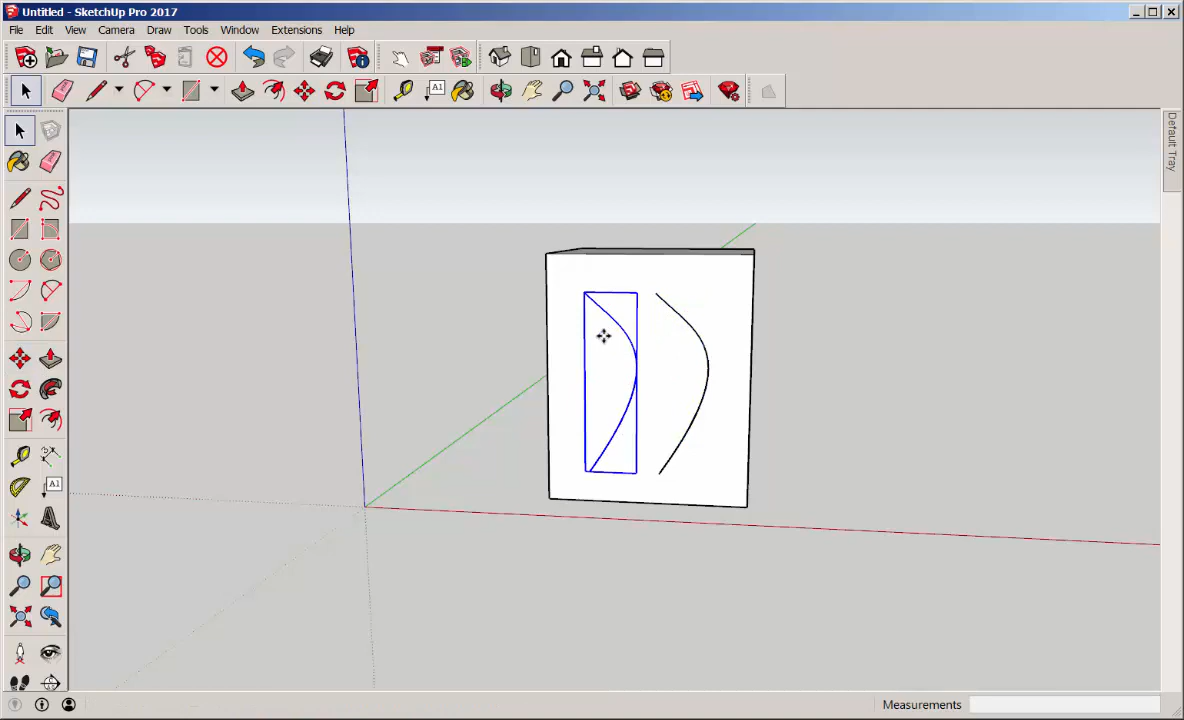 Untitled - SketchUp Pro 2017
File Edit View Camera Draw Tools Window Extensions Help
A1
Default Tray
A1
Measurements